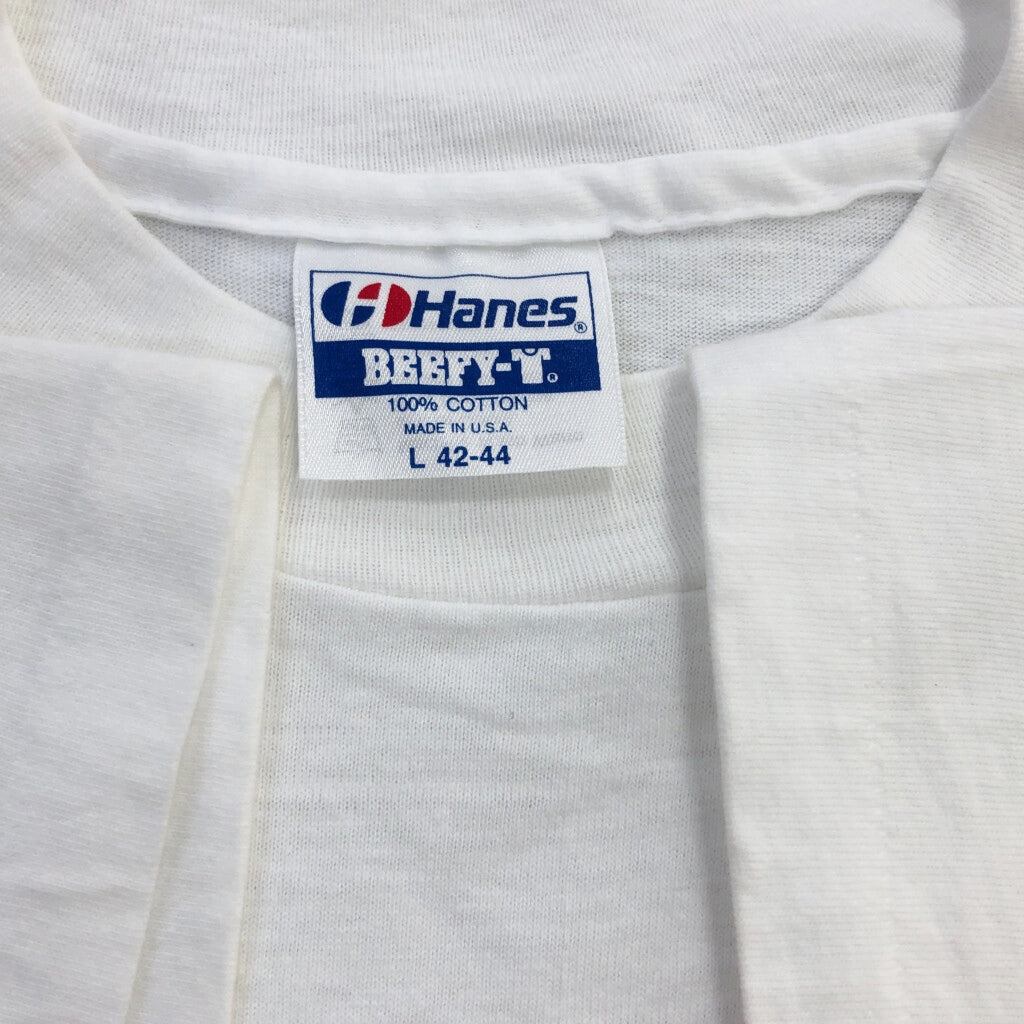 Hanes®
BEEFY-T®
100% COTTON
MADE IN U.S.A.
L 42-44